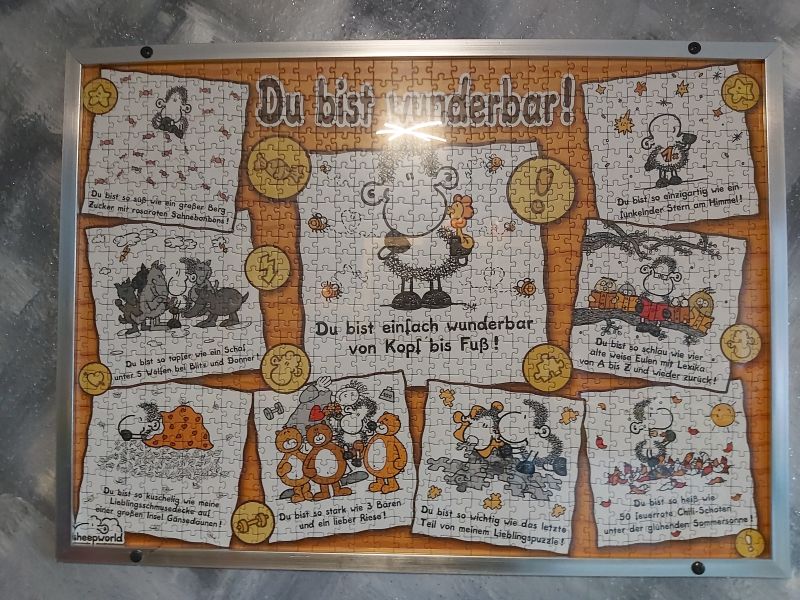 Du bist wunderbar!
Du bist so süß wie ein großer Berg
Zucker mit rosaroten Sahnebonbons!
Du bist so einzigartig wie ein
funkelnder Stern am Himmel!
Du bist einfach wunderbar
von Kopf bis Fuß!
Du bist so tapfer wie ein Schaf
unter 5 Wölfen bei Blitz und Donner!
Du bist so schlau wie vier
alte weise Eulen mit Lexika
von A bis Z und wieder zurück!
Du bist so kuschelig wie meine
Lieblingsschmusedecke auf
einer großen Insel Gänsedaunen!
Du bist so stark wie 3 Bären
und ein lieber Riese!
Du bist so wichtig wie das letzte
Teil von meinem Lieblingspuzzle!
Du bist so heiß wie
50 feuerrote Chili-Schoten
unter der glühenden Sommersonne!
sheepworld